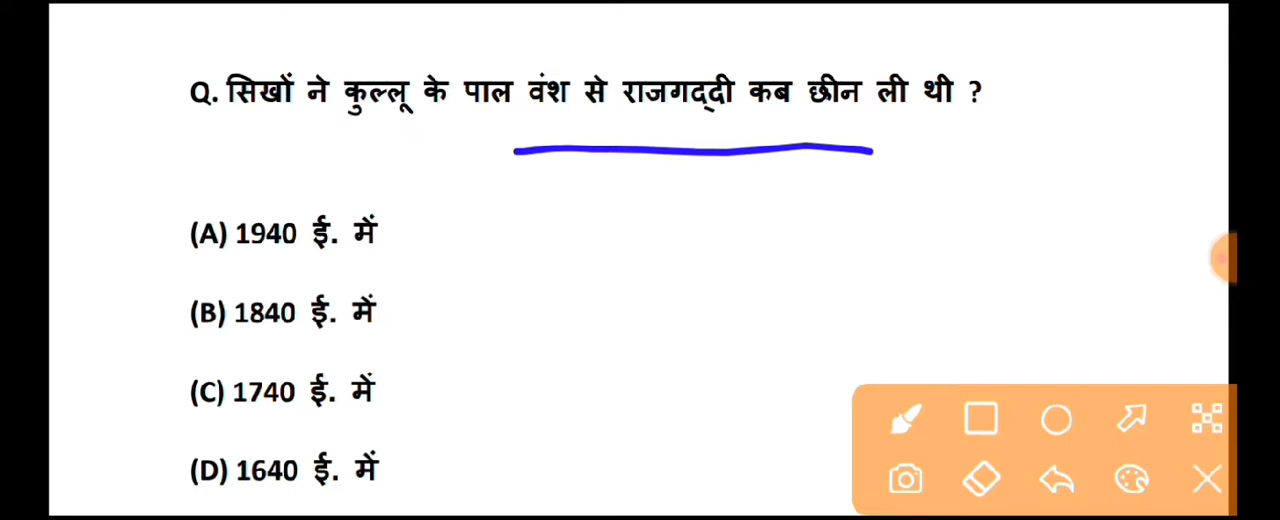 Q. सिखों ने कुल्लू के पाल वंश से राजगद्दी कब छीन ली थी ?
(A) 1940 ई. में
(B) 1840 ई. में
(C) 1740 ई. में
(D) 1640 ई. में